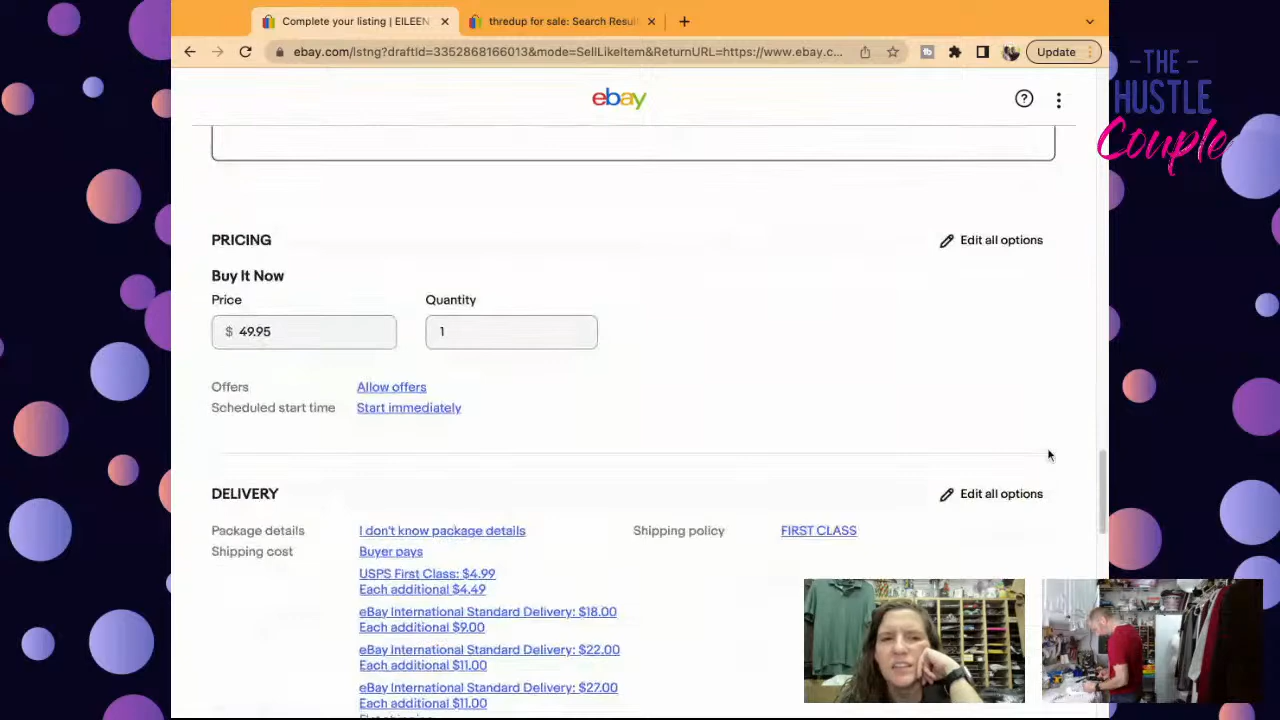 Complete your listing | EILEEN
thredup for sale: Search Resul
ebay.com/lstng?draftId=3352868166013&mode=SellLikeItem&ReturnURL=https://www.ebay.c...
Update
-THE-
HUSTLE
Couple
ebay
PRICING
Edit all options
Buy It Now
Price
Quantity
$ 49.95
1
Offers
Allow offers
Scheduled start time
Start immediately
DELIVERY
Edit all options
Package details
I don't know package details
Shipping policy
FIRST CLASS
Shipping cost
Buyer pays
USPS First Class: $4.99
Each additional $4.49
eBay International Standard Delivery: $18.00
Each additional $9.00
eBay International Standard Delivery: $22.00
Each additional $11.00
eBay International Standard Delivery: $27.00
Each additional $11.00